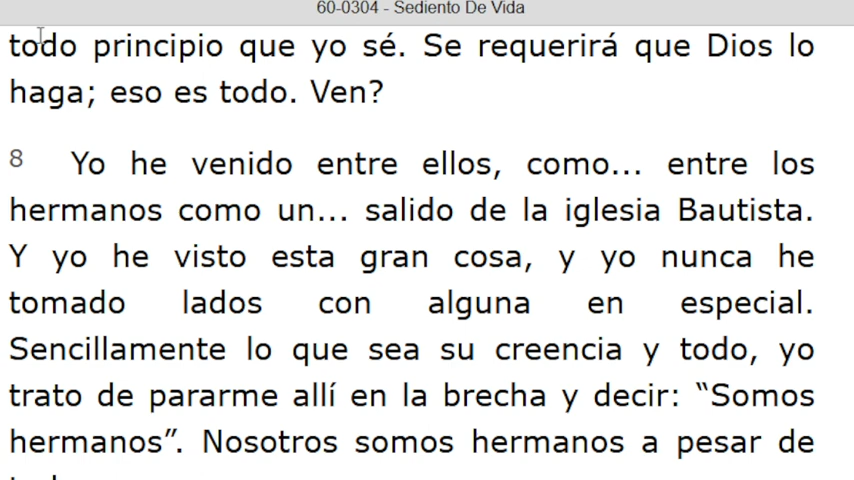 60-0304 - Sediento De Vida
todo principio que yo sé. Se requerirá que Dios lo
haga; eso es todo. Ven?
8 Yo he venido entre ellos, como... entre los
hermanos como un... salido de la iglesia Bautista.
Y yo he visto esta gran cosa, y yo nunca he
tomado lados con alguna en especial.
Sencillamente lo que sea su creencia y todo, yo
trato de pararme allí en la brecha y decir: “Somos
hermanos”. Nosotros somos hermanos a pesar de